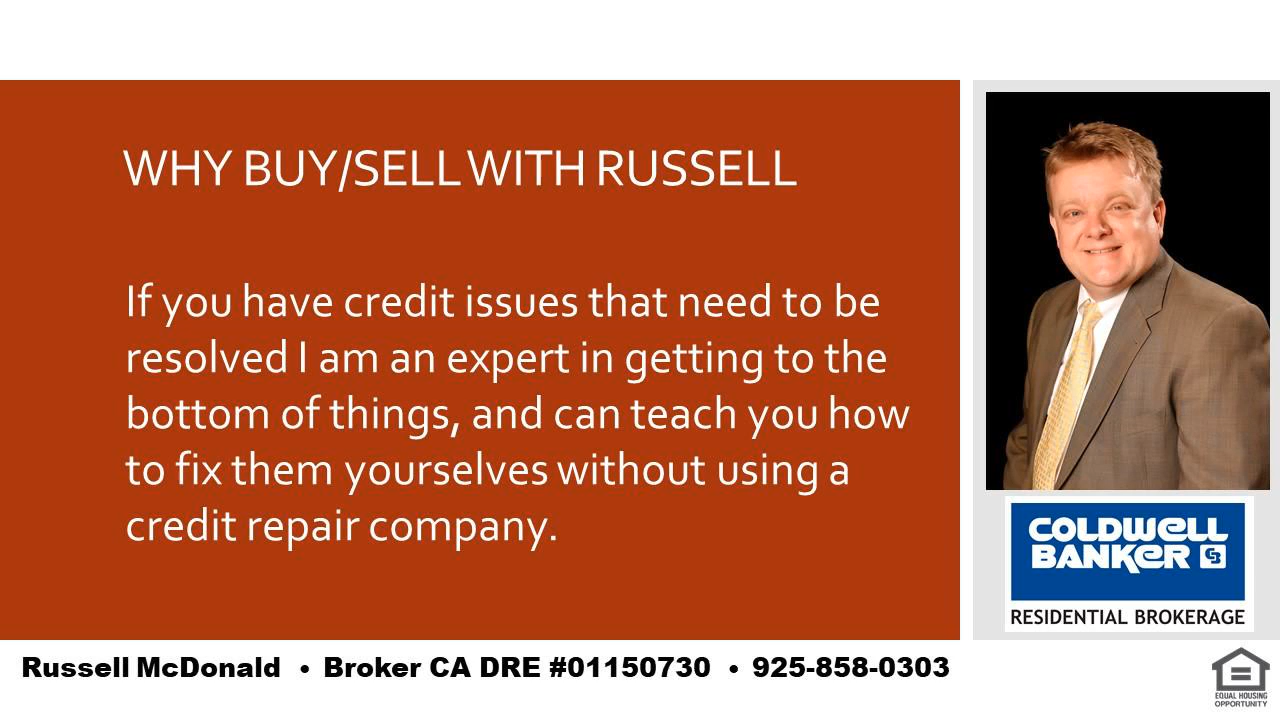 WHY BUY/SELL WITH RUSSELL
If you have credit issues that need to be
resolved I am an expert in getting to the
bottom of things, and can teach you how
to fix them yourselves without using a
credit repair company.
COLDWELL
BANKER CB
RESIDENTIAL BROKERAGE
Russell McDonald • Broker CA DRE #01150730 • 925-858-0303
EQUAL HOUSING
OPPORTUNITY